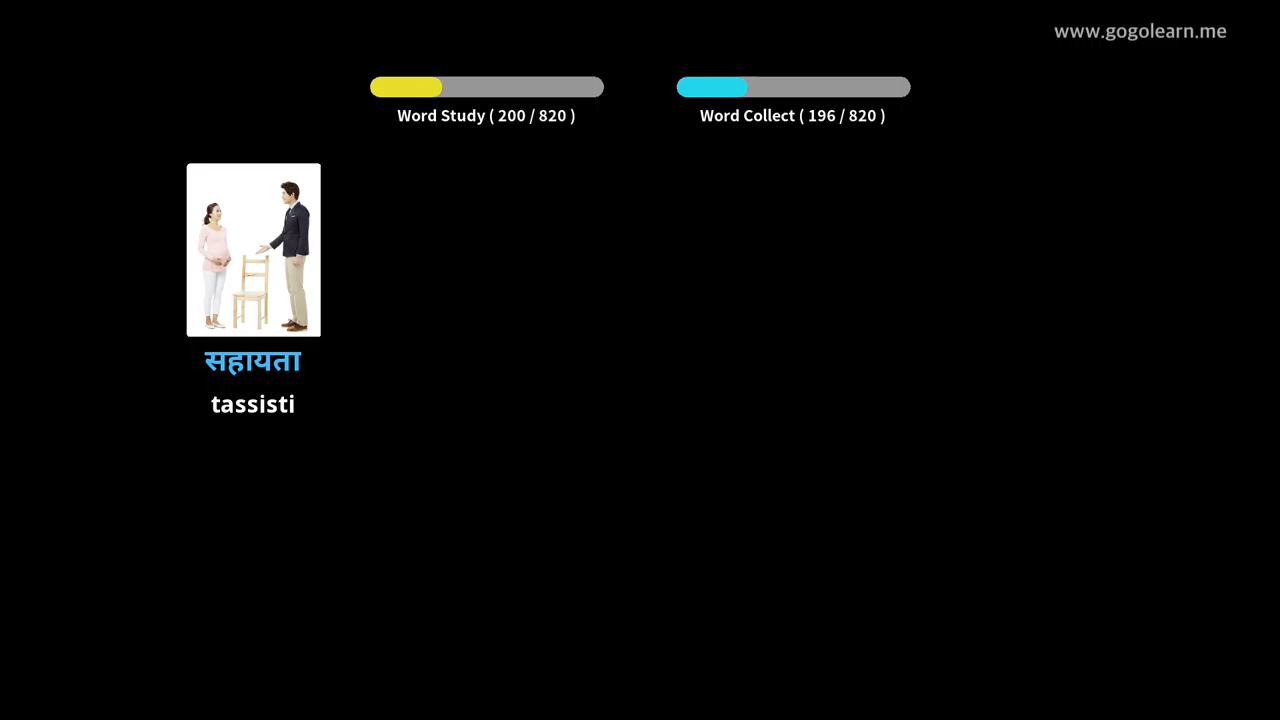 www.gogolearn.me
Word Study ( 200 / 820 )
Word Collect ( 196 / 820 )
सहायता
tassisti